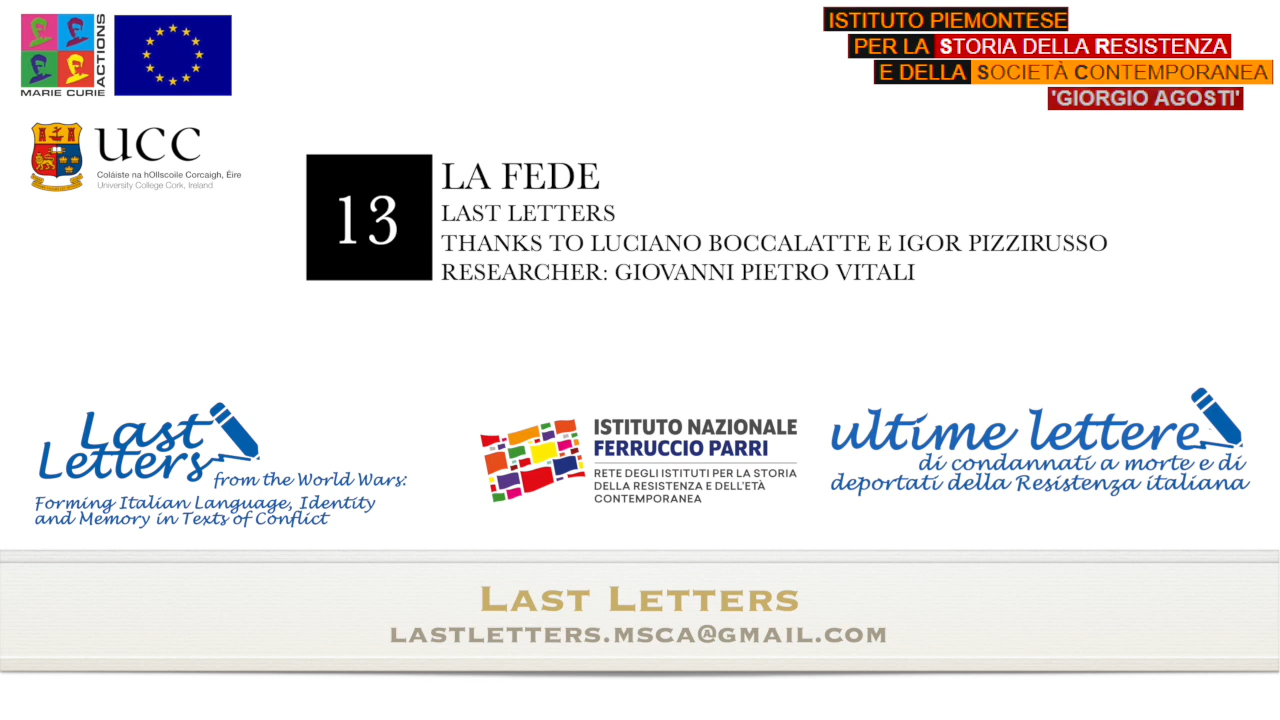 MARIE CURIE
ACTIONS
ISTITUTO PIEMONTESE
PER LA STORIA DELLA RESISTENZA
E DELLA SOCIETÀ CONTEMPORANEA
'GIORGIO AGOSTI'
UCC
Coláiste na hOllscoile Corcaigh, Éire
University College Cork, Ireland
13
LA FEDE
LAST LETTERS
THANKS TO LUCIANO BOCCALATTE E IGOR PIZZIRUSSO
RESEARCHER: GIOVANNI PIETRO VITALI
Last
Letters
from the World Wars:
Forming Italian Language, Identity
and Memory in Texts of Conflict
ISTITUTO NAZIONALE
FERRUCCIO PARRI
RETE DEGLI ISTITUTI PER LA STORIA
DELLA RESISTENZA E DELL'ETÀ
CONTEMPORANEA
ultime lettere
di condannati a morte e di
deportati della Resistenza italiana
LAST LETTERS
LASTLETTERS.MSCA@GMAIL.COM